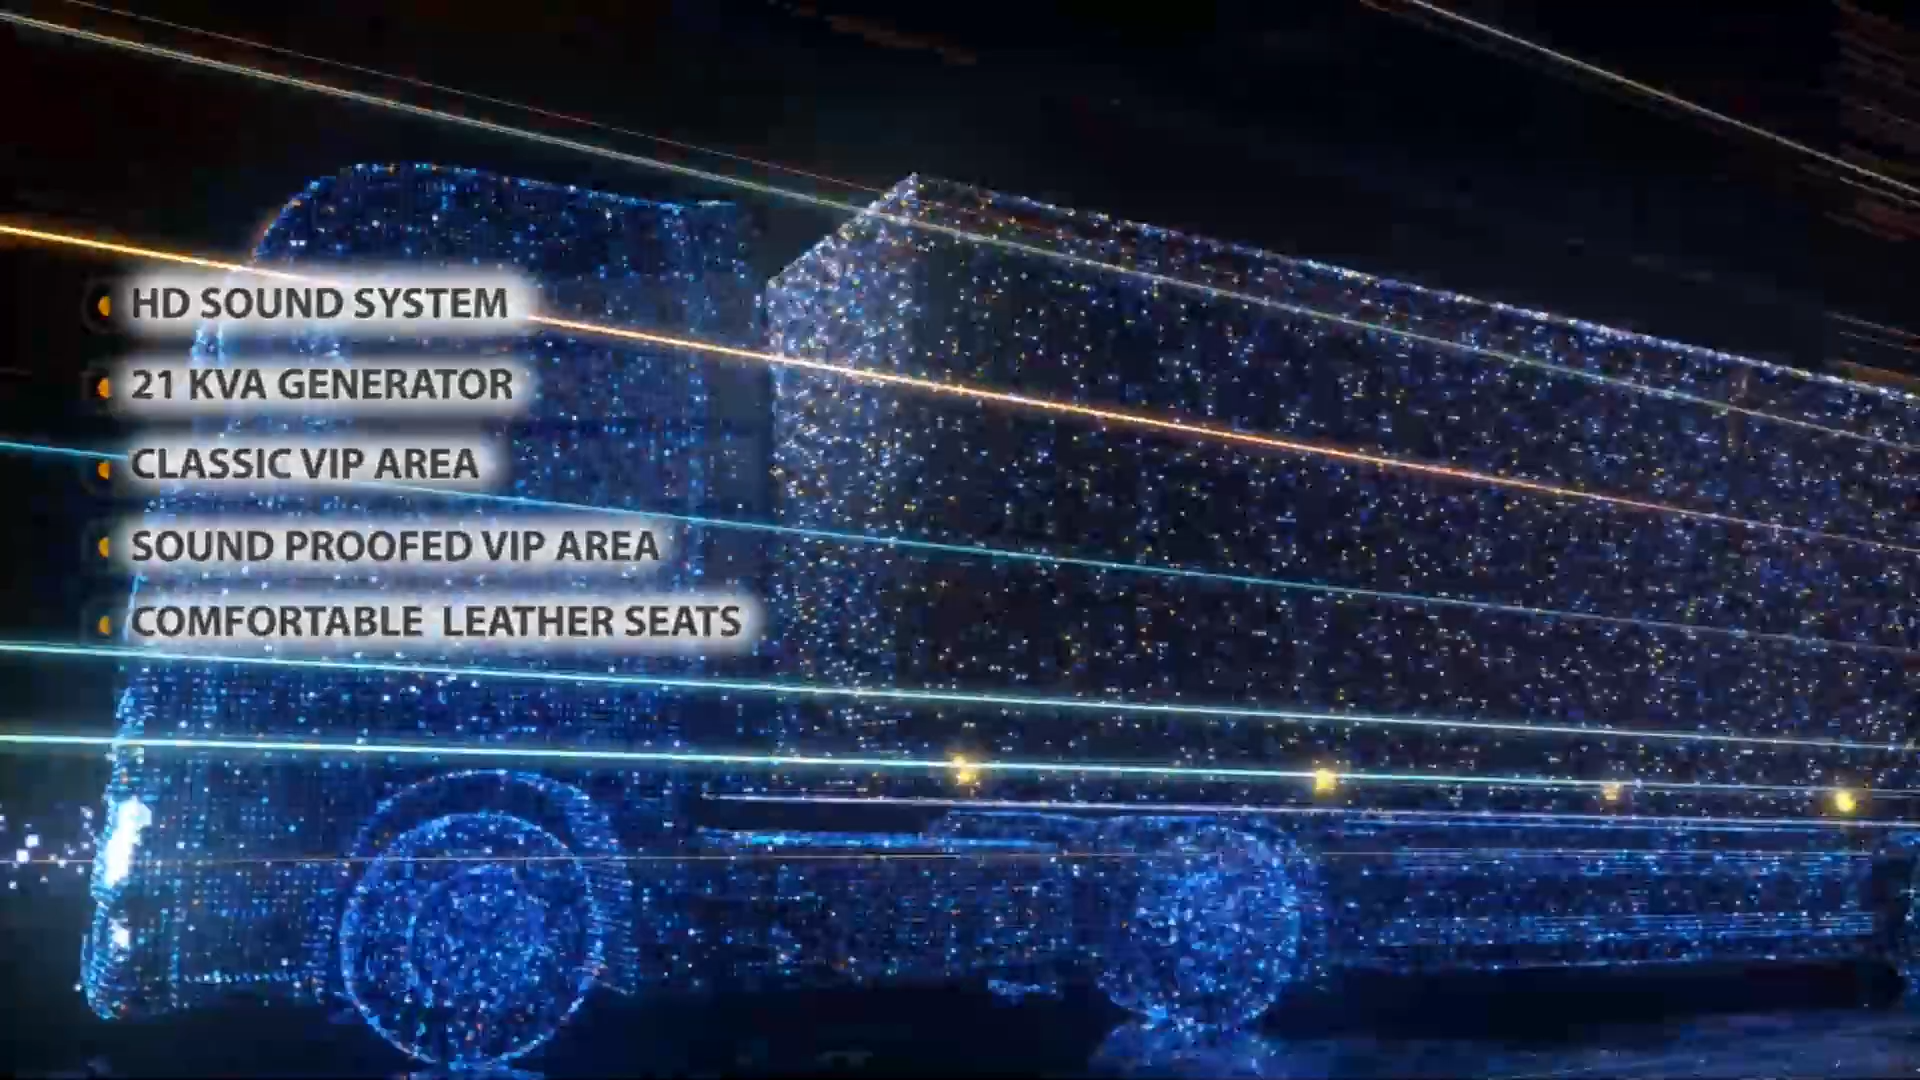 HD SOUND SYSTEM
21 KVA GENERATOR
CLASSIC VIP AREA
SOUND PROOFED VIP AREA
COMFORTABLE  LEATHER SEATS